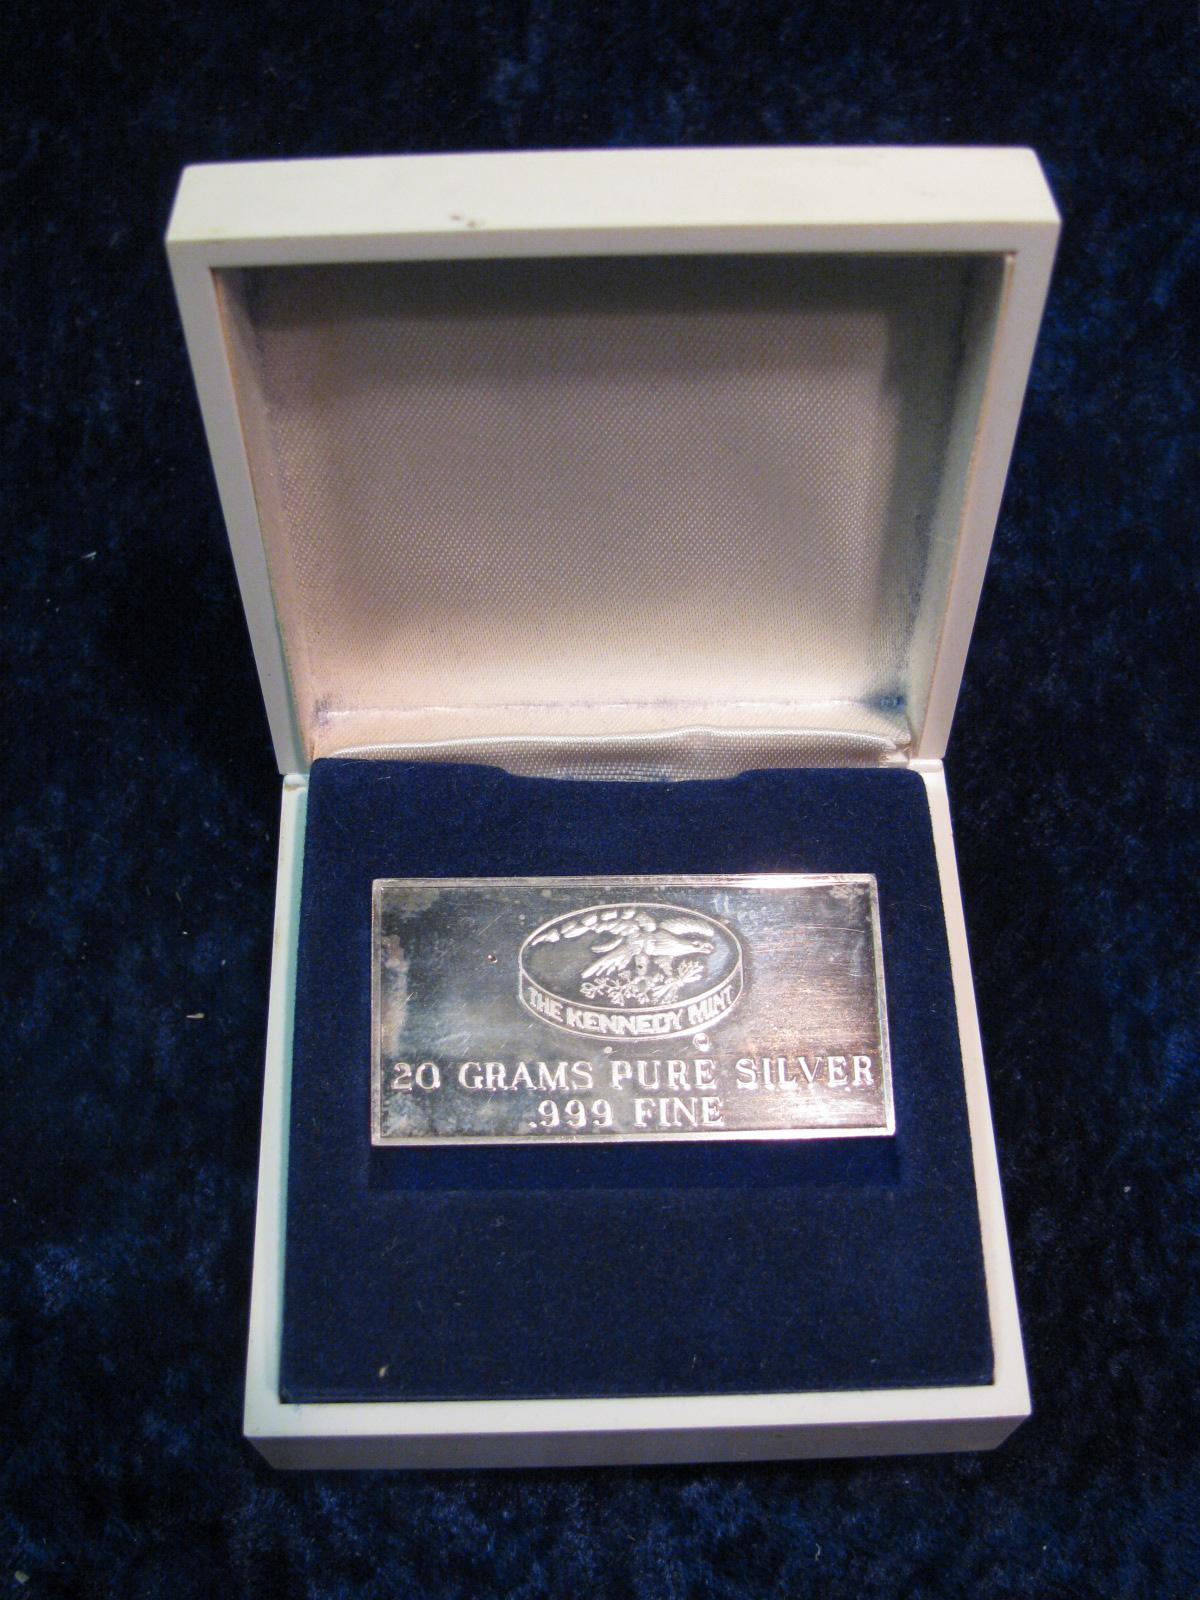 THE KENNEDY MINT
20 GRAMS PURE SILVER
.999 FINE